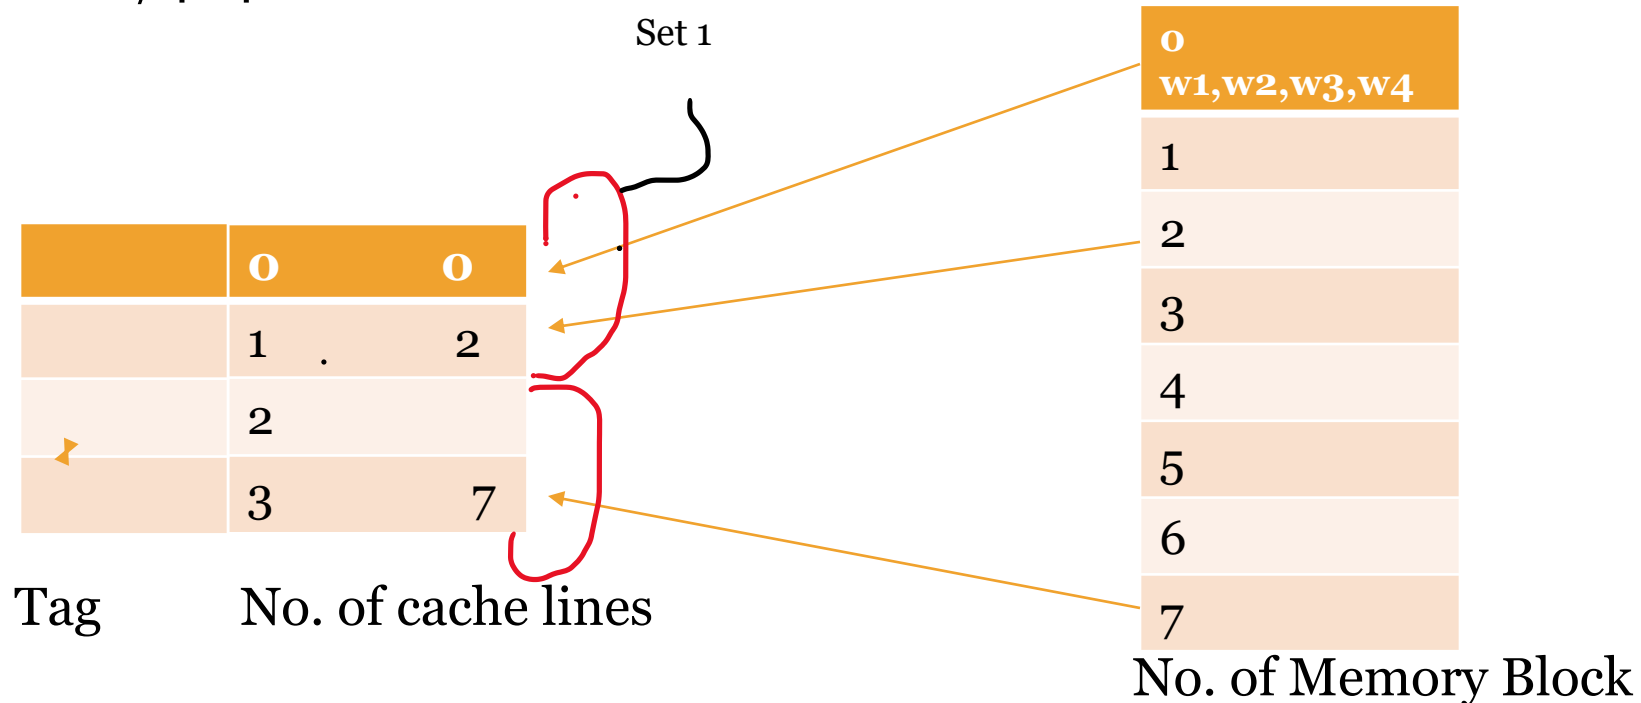 Set 1
0
w1,w2,w3,w4
1
2
3
4
5
6
7
0 0
1 . 2
2
3 7
Tag
No. of cache lines
No. of Memory Block